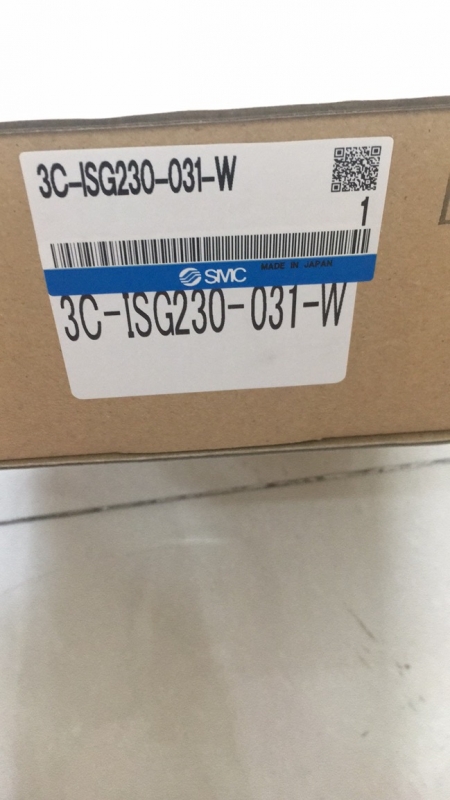 3C-ISG230-031-W
1
SMC MADE IN JAPAN
3C-ISG230-031-W